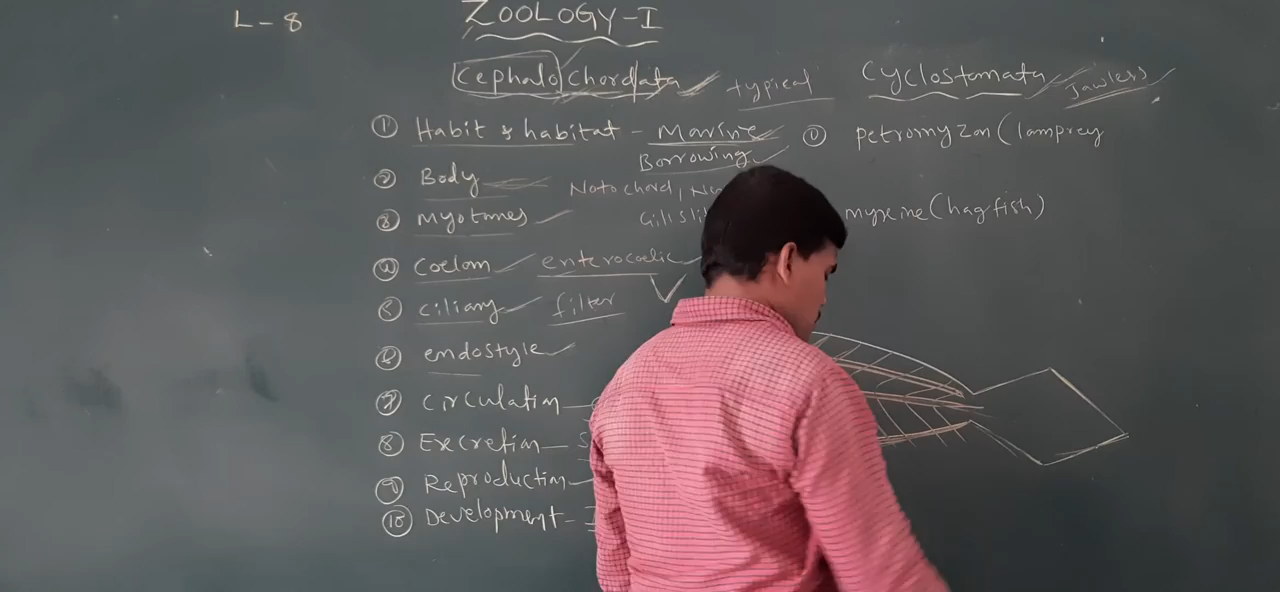 L - 8
ZOOLOGY-I
Cephalochordata typical
① Habit & habitat - Marine
Borrowing
② Body Notochord,
Gill
③ Myotomes
④ Coelom enterocoelic
⑤ ciliary filter
⑥ endostyle
⑦ Circulation
⑧ Excretion -
⑨ Reproduction
⑩ Development -
Cyclostomata Jawless
① Petromyzon (lamprey
myxine (hagfish)